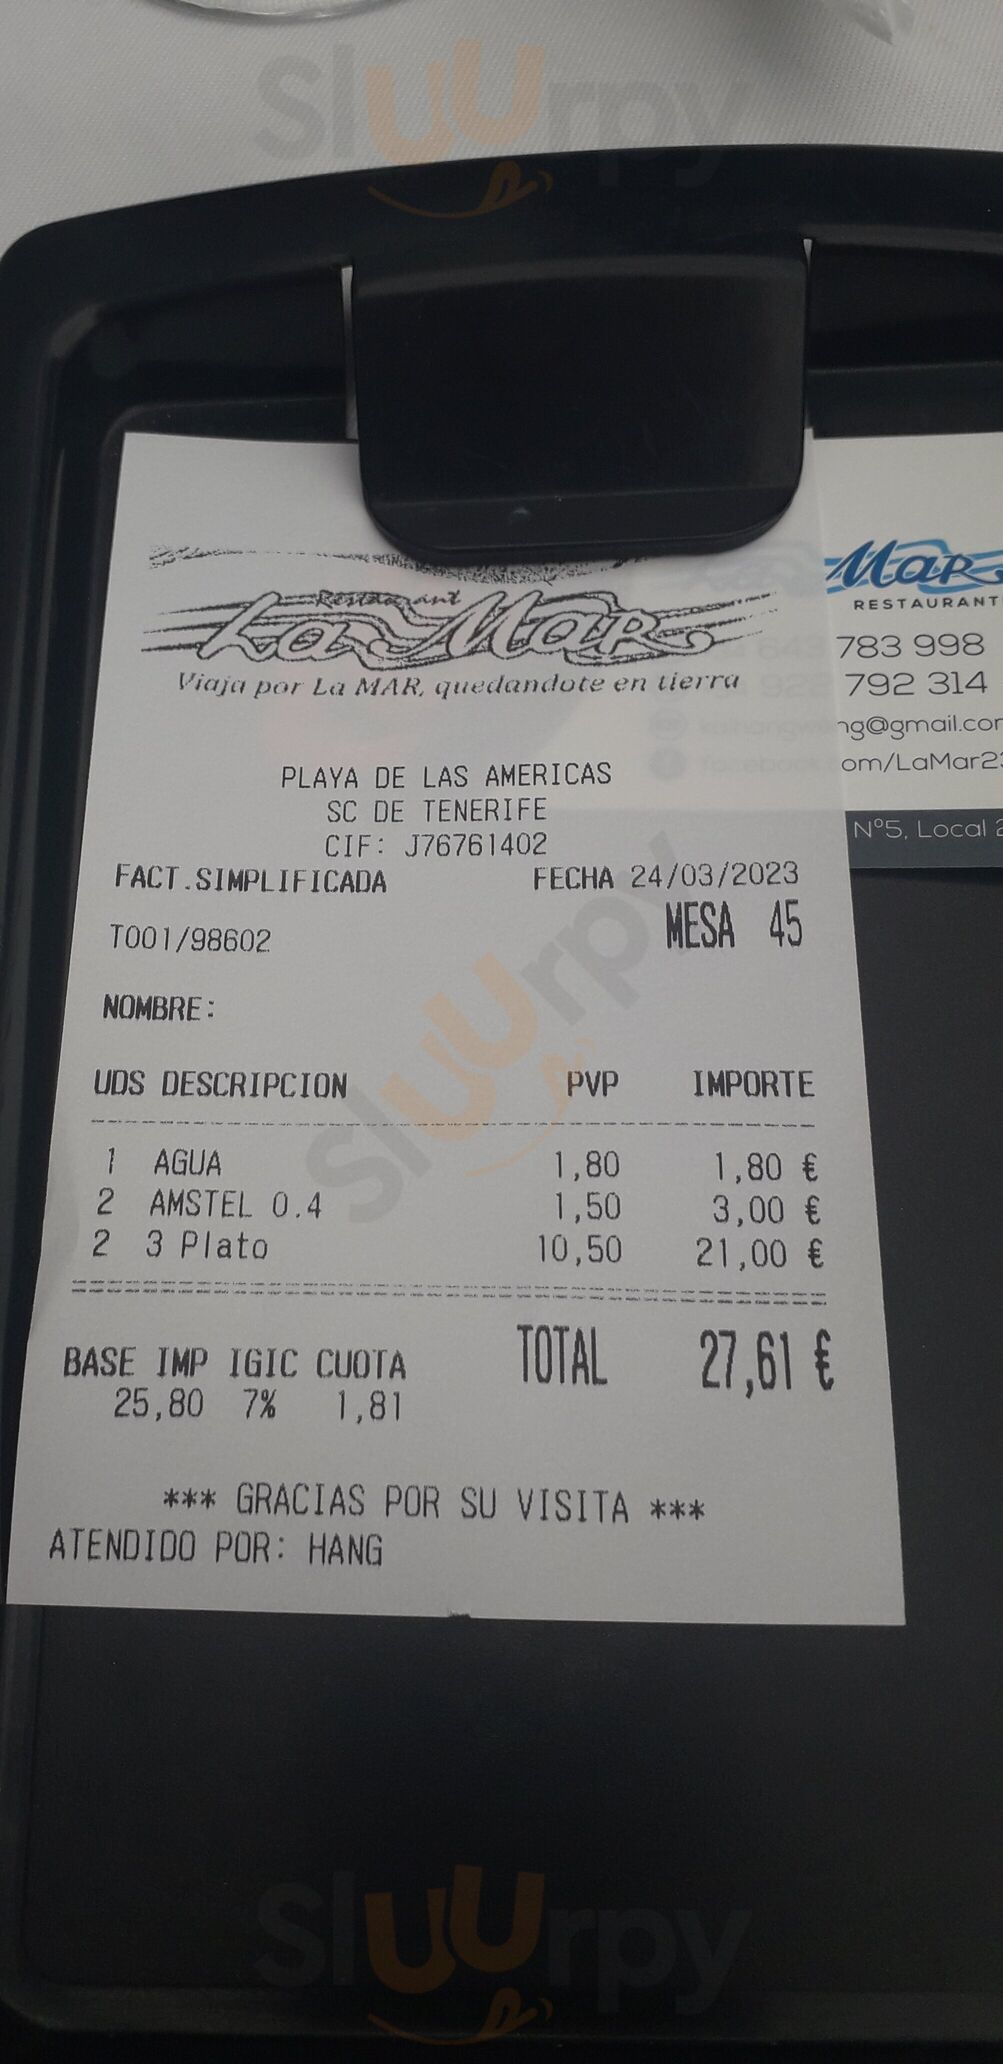 Sluurpy
Restaurant
La Mar
Viaja por La MAR, quedandote en tierra
PLAYA DE LAS AMERICAS
SC DE TENERIFE
CIF: J76761402
FACT.SIMPLIFICADA FECHA 24/03/2023
T001/98602 MESA 45
NOMBRE:
UDS DESCRIPCION PVP IMPORTE
1 AGUA 1,80 1,80 €
2 AMSTEL 0.4 1,50 3,00 €
2 3 Plato 10,50 21,00 €
TOTAL 27,61 €
BASE IMP IGIC CUOTA
25,80 7% 1,81
*** GRACIAS POR SU VISITA ***
ATENDIDO POR: HANG
Mar
RESTAURANT
783 998
792 314
ng@gmail.com
om/LaMar23
Nº5, Local 2
Sluurpy
Sluurpy